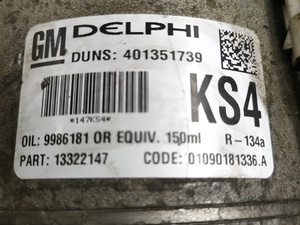 GM DELPHI
DUNS: 401351739
*147KS4*
KS4
OIL: 9986181 OR EQUIV. 150ml R-134a
PART: 13322147 CODE: 01090181336.A